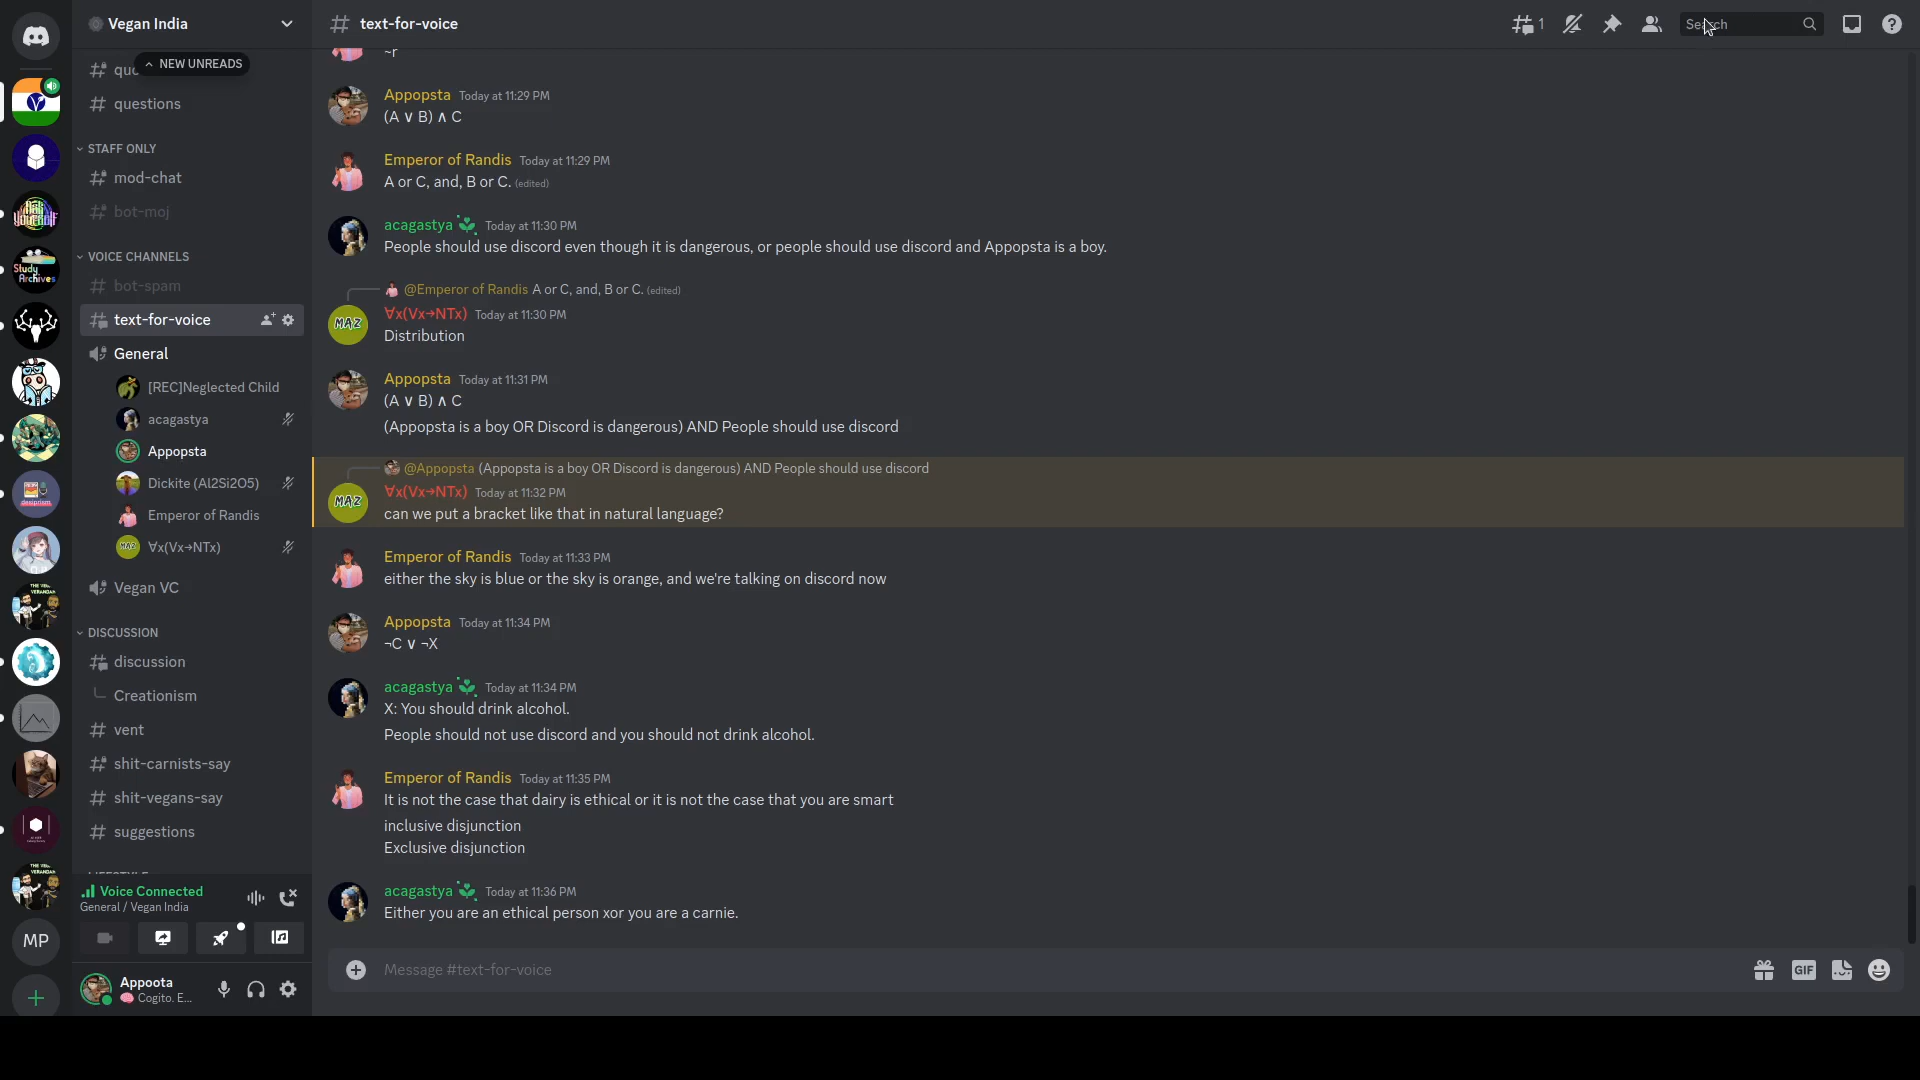 Vegan India
quo
NEW UNREADS
questions
STAFF ONLY
mod-chat
bot-moj
VOICE CHANNELS
bot-spam
text-for-voice
General
[REC]Neglected Child
acagastya
Appopsta
Dickite (Al2Si2O5)
Emperor of Randis
∀x(Vx→NTx)
Vegan VC
DISCUSSION
discussion
Creationism
vent
shit-carnists-say
shit-vegans-say
suggestions
Voice Connected
General / Vegan India
Appoota
Cogito. E...
MP
text-for-voice
1
Search
~r
Appopsta Today at 11:29 PM
(A ∨ B) ∧ C
Emperor of Randis Today at 11:29 PM
A or C, and, B or C. (edited)
acagastya Today at 11:30 PM
People should use discord even though it is dangerous, or people should use discord and Appopsta is a boy.
@Emperor of Randis A or C, and, B or C. (edited)
∀x(Vx→NTx) Today at 11:30 PM
Distribution
Appopsta Today at 11:31 PM
(A ∨ B) ∧ C
(Appopsta is a boy OR Discord is dangerous) AND People should use discord
@Appopsta (Appopsta is a boy OR Discord is dangerous) AND People should use discord
∀x(Vx→NTx) Today at 11:32 PM
can we put a bracket like that in natural language?
Emperor of Randis Today at 11:33 PM
either the sky is blue or the sky is orange, and we're talking on discord now
Appopsta Today at 11:34 PM
¬C ∨ ¬X
acagastya Today at 11:34 PM
X: You should drink alcohol.
People should not use discord and you should not drink alcohol.
Emperor of Randis Today at 11:35 PM
It is not the case that dairy is ethical or it is not the case that you are smart
inclusive disjunction
Exclusive disjunction
acagastya Today at 11:36 PM
Either you are an ethical person xor you are a carnie.
Message #text-for-voice
GIF